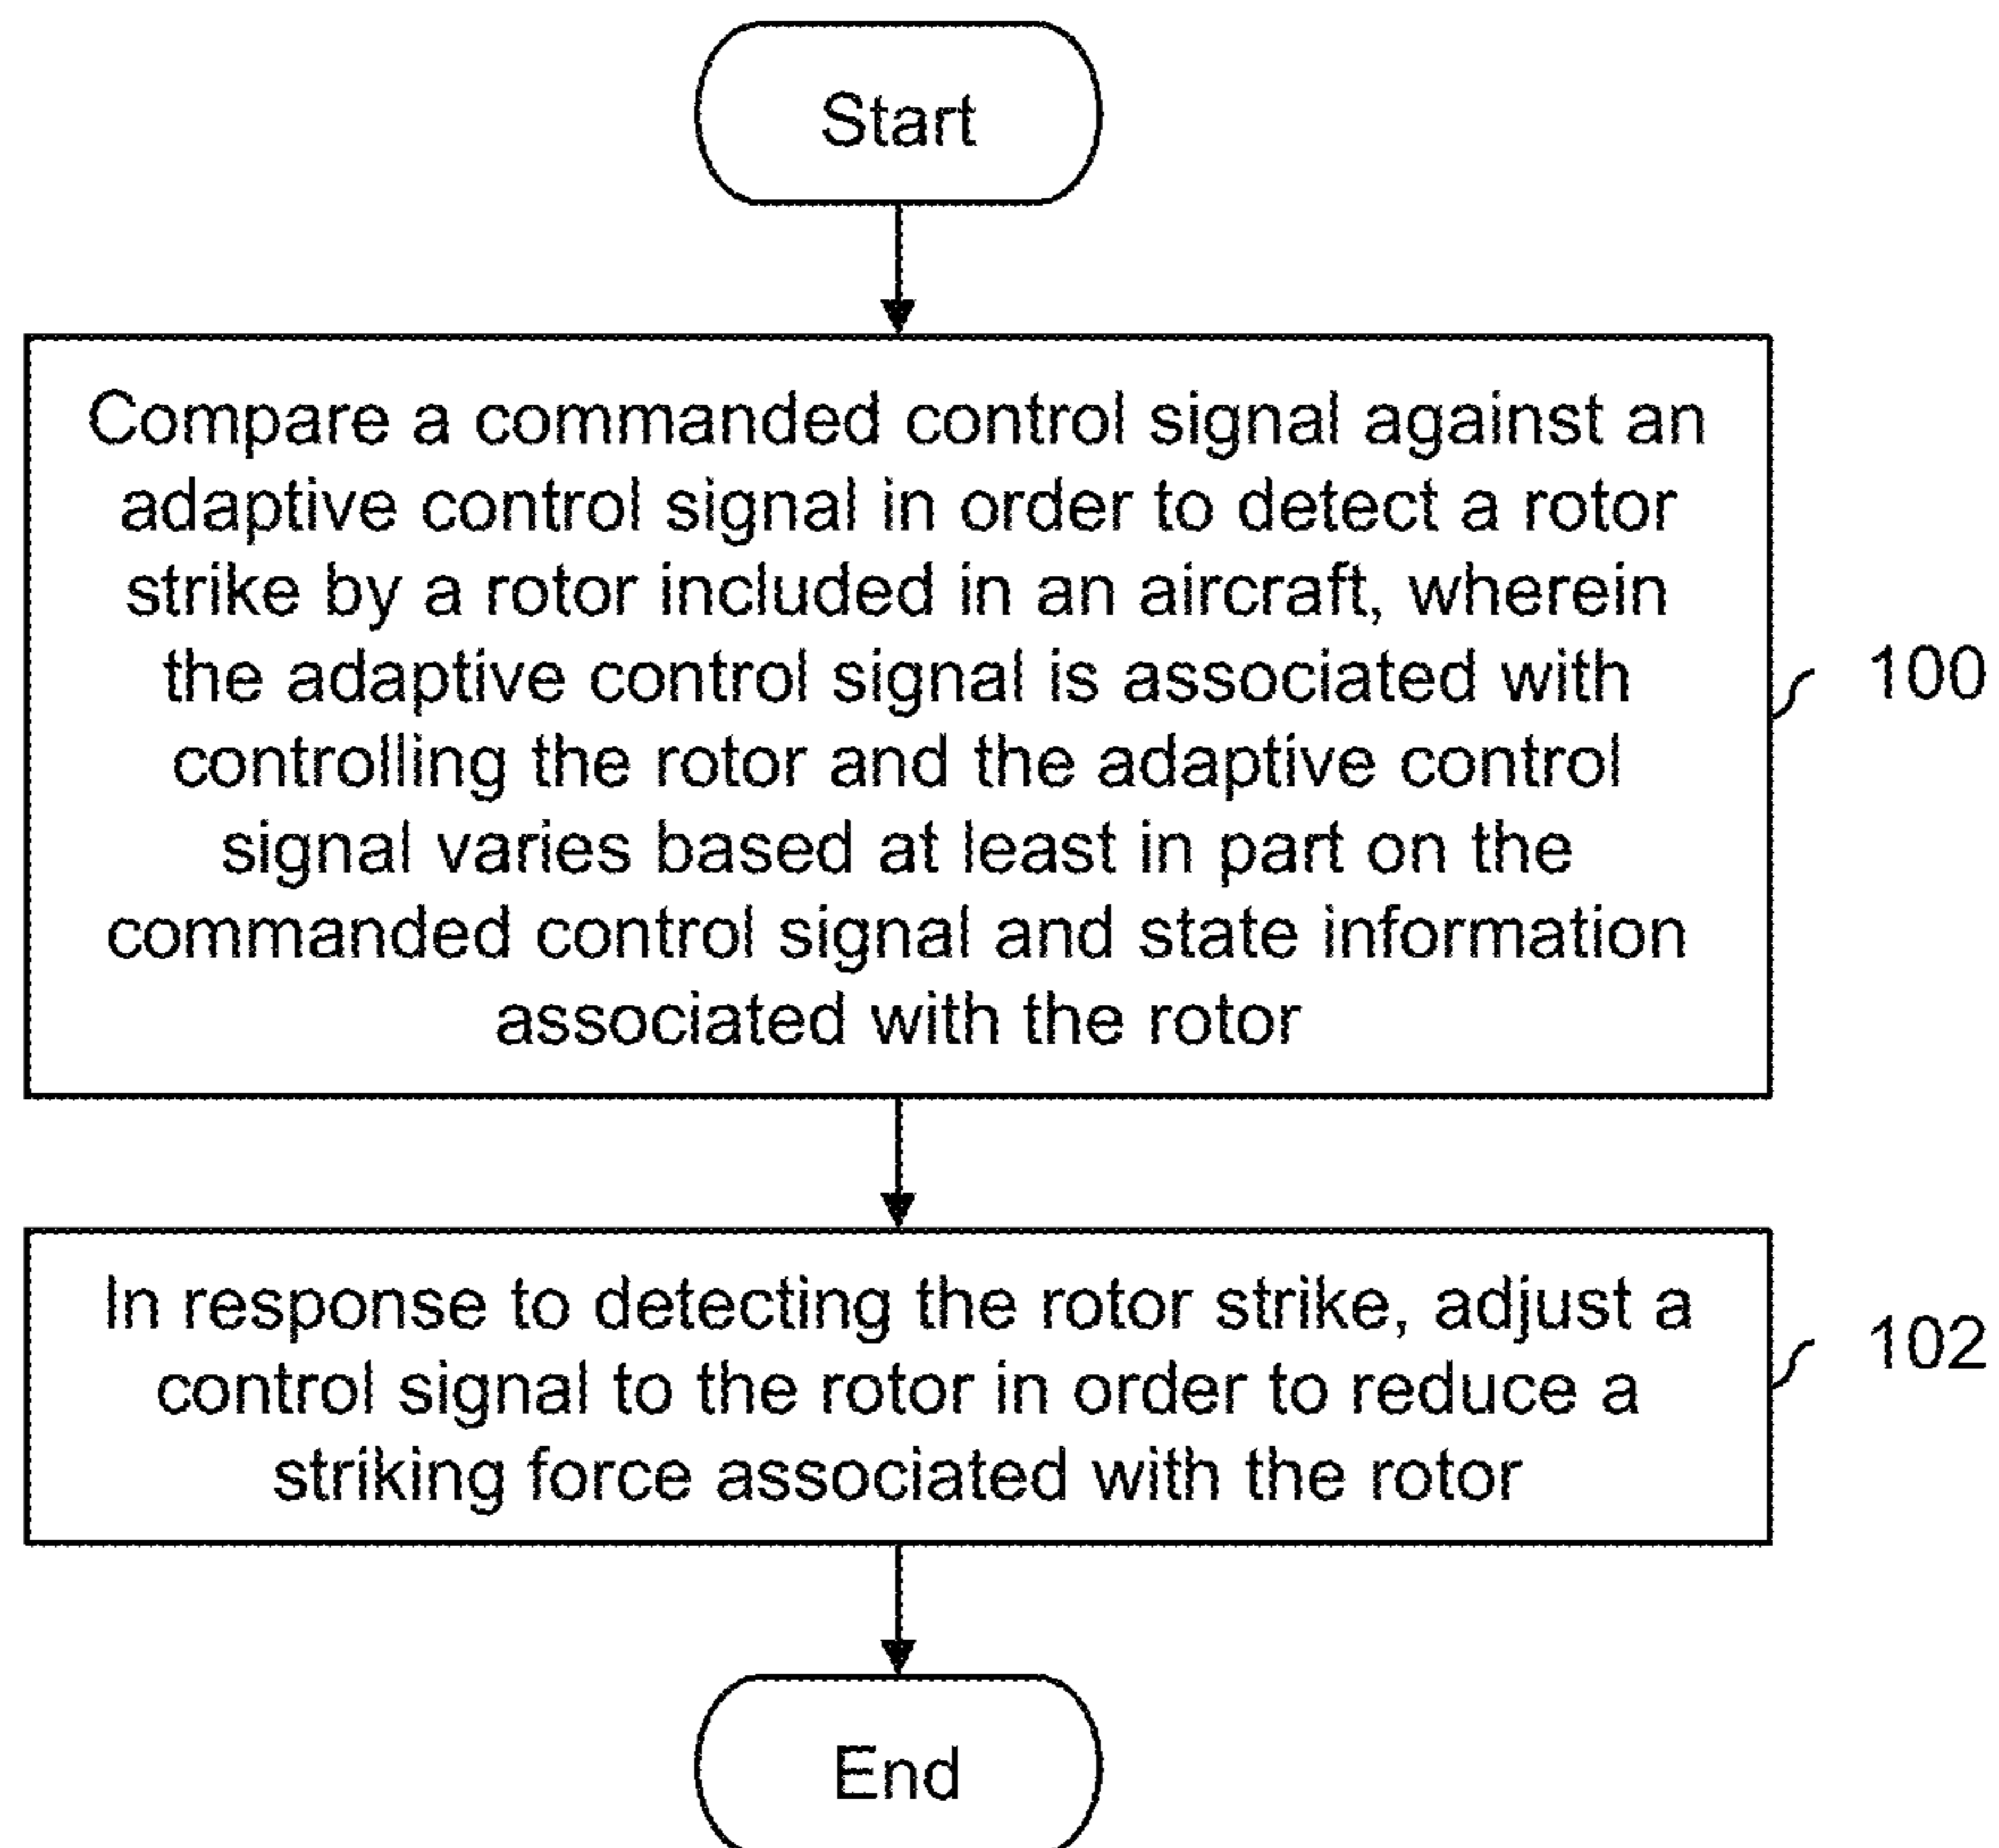 Start
Compare a commanded control signal against an
adaptive control signal in order to detect a rotor
strike by a rotor included in an aircraft, wherein
the adaptive control signal is associated with
controlling the rotor and the adaptive control
signal varies based at least in part on the
commanded control signal and state information
associated with the rotor
100
In response to detecting the rotor strike, adjust a
control signal to the rotor in order to reduce a
striking force associated with the rotor
102
End